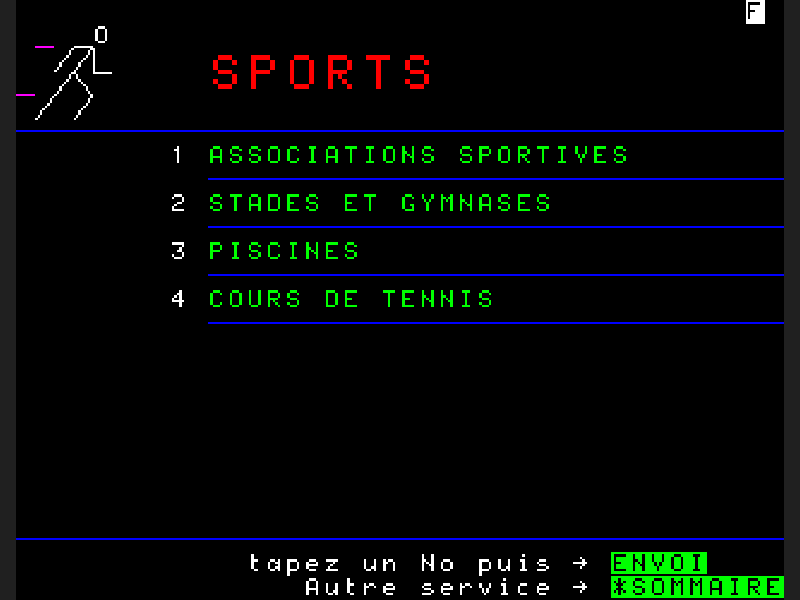 F
SPORTS
1 ASSOCIATIONS SPORTIVES
2 STADES ET GYMNASES
3 PISCINES
4 COURS DE TENNIS
tapez un No puis → ENVOI
Autre service → *SOMMAIRE